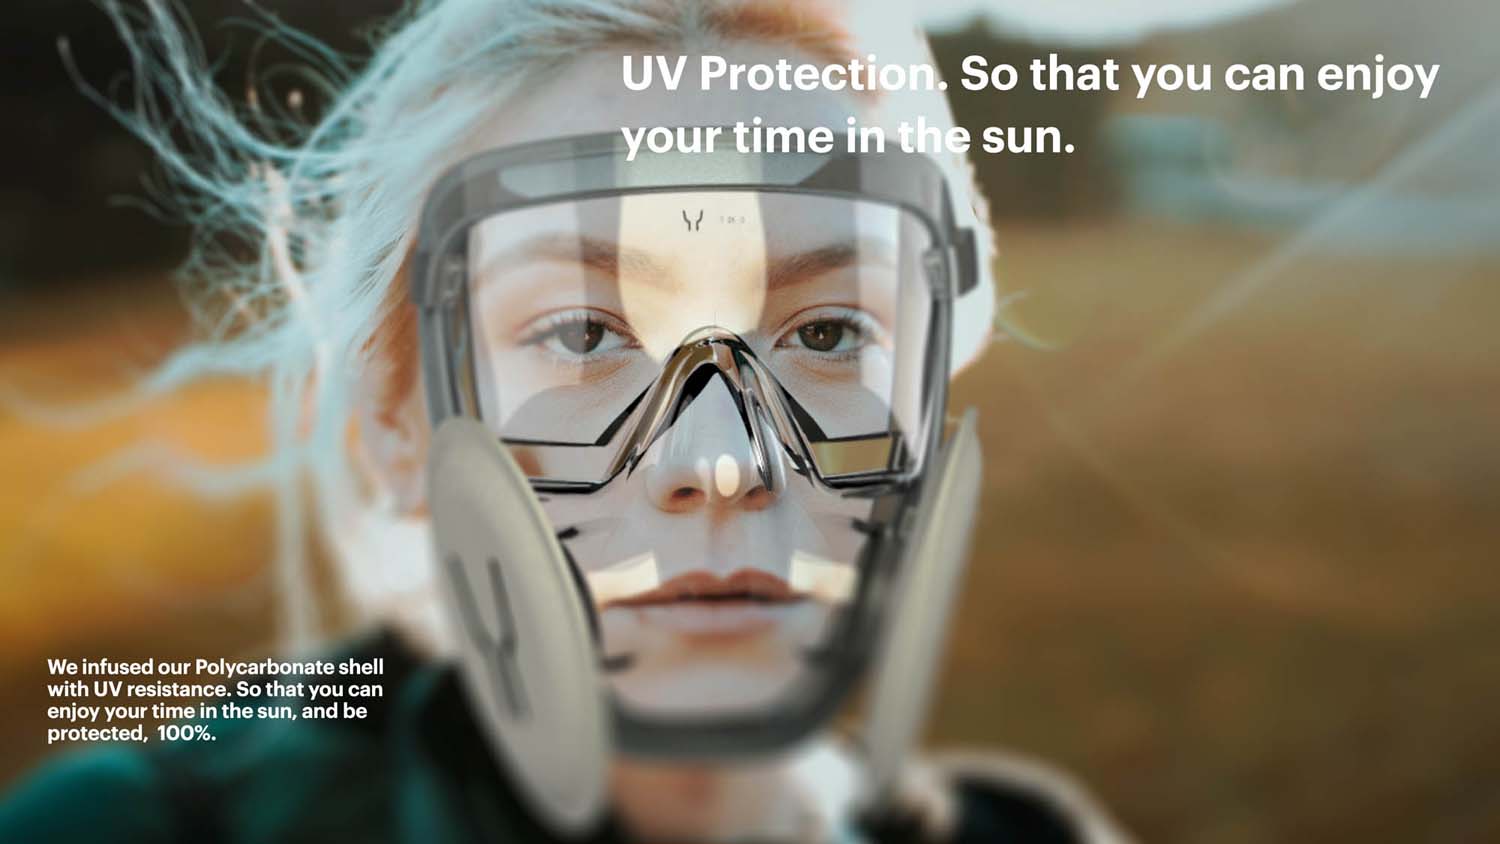 UV Protection. So that you can enjoy
your time in the sun.
We infused our Polycarbonate shell
with UV resistance. So that you can
enjoy your time in the sun, and be
protected, 100%.